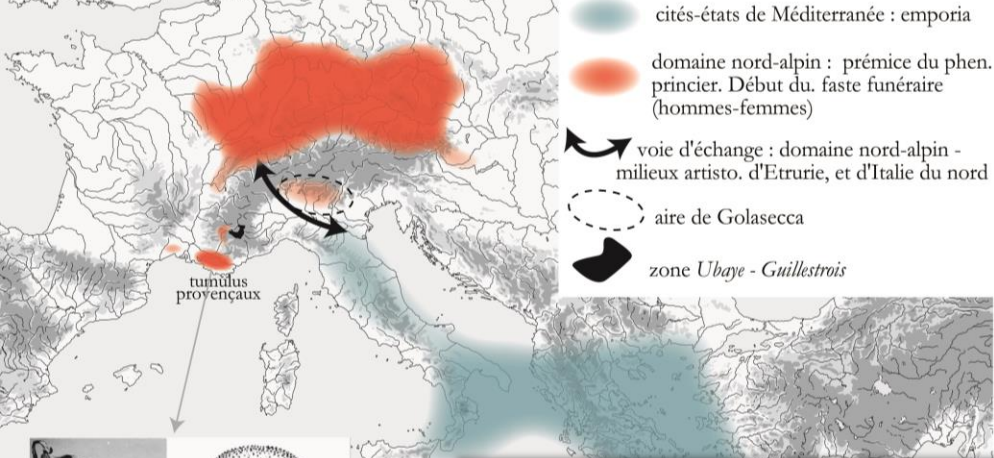 cités-états de Méditerranée : emporia
domaine nord-alpin : prémice du phen.
princier. Début du. faste funéraire
(hommes-femmes)
voie d'échange : domaine nord-alpin -
milieux artisto. d'Etrurie, et d'Italie du nord
aire de Golasecca
zone Ubaye - Guillestrois
tumulus
provençaux